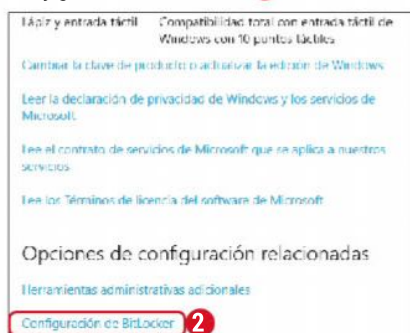 Lápiz y entrada táctil Compatibilidad total con entrada táctil de
Windows con 10 puntos táctiles
Cambiar la clave de producto o actualizar la edición de Windows
Leer la declaración de privacidad de Windows y los servicios de
Microsoft
Lee el contrato de servicios de Microsoft que se aplica a nuestros
servicios
Lee los Términos de licencia del software de Microsoft
Opciones de configuración relacionadas
Herramientas administrativas adicionales
Configuración de BitLocker 2